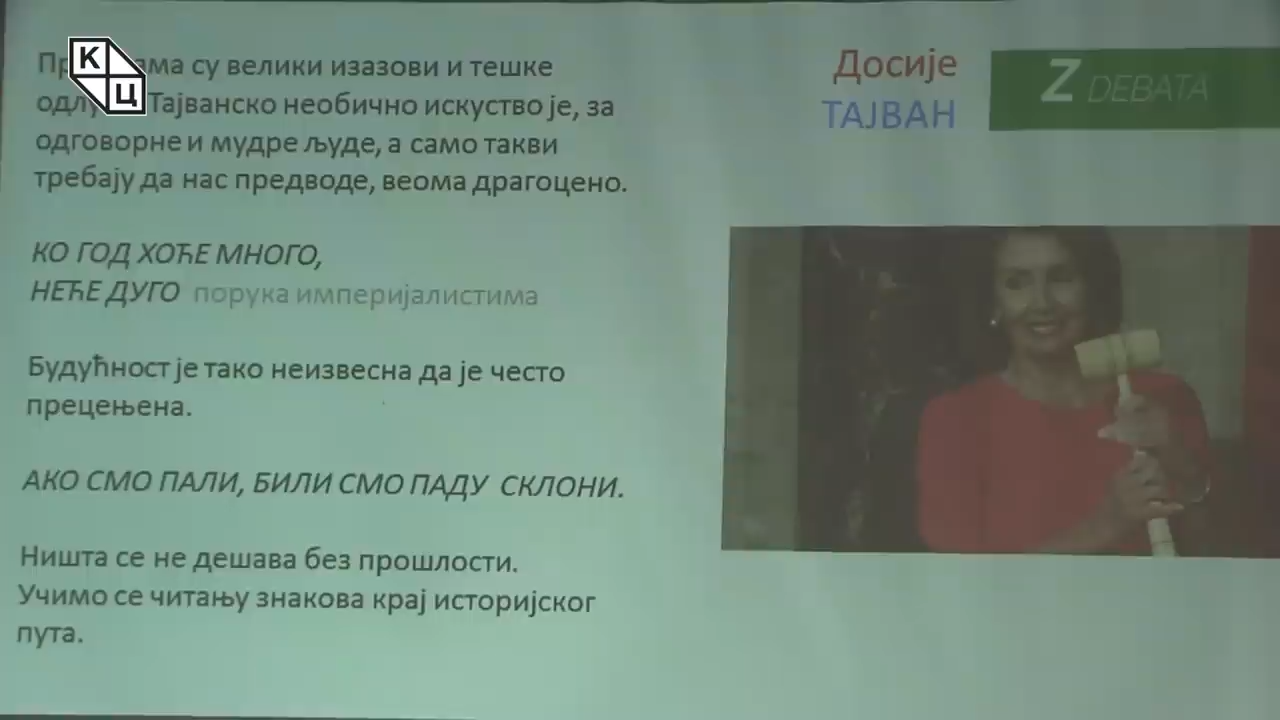 К
Ц
су велики изазови и тешке
Тајванско необично искуство је, за
одговорне и мудре људе, а само такви
требају да нас предводе, веома драгоцено.
КО ГОД ХОЋЕ МНОГО,
НЕЋЕ ДУГО порука империјалистима
Будућност је тако неизвесна да је често
прецењена.
АКО СМО ПАЛИ, БИЛИ СМО ПАДУ СКЛОНИ.
Ништа се не дешава без прошлости.
Учимо се читању знакова крај историјског
пута.
Досије
ТАЈВАН
Z DEBATA